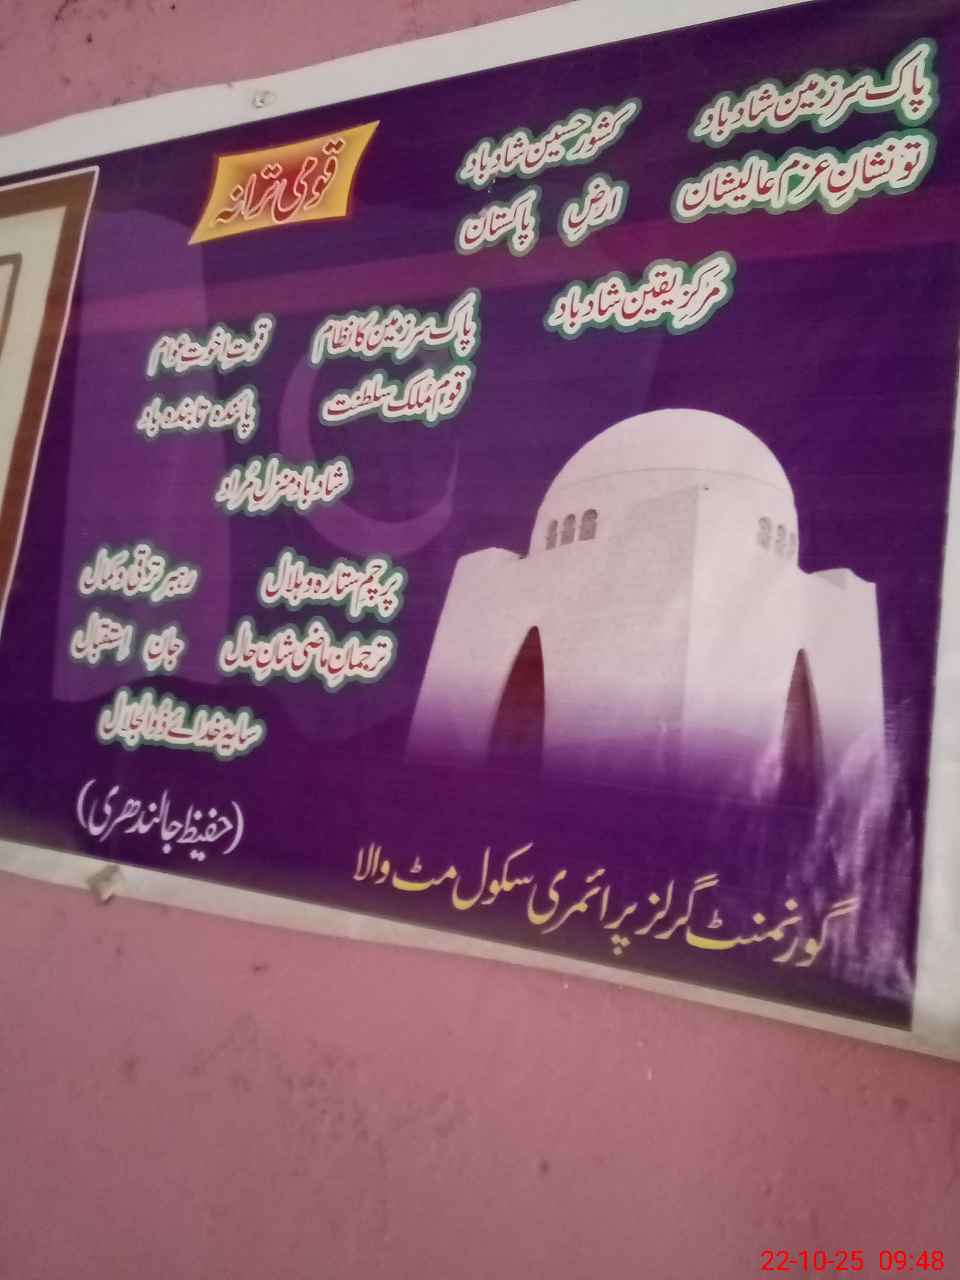 قومی ترانہ
پاک سرزمین شاد باد کشور حسین شاد باد
تو نشانِ عزم عالیشان ارضِ پاکستان
مَرکزِ یقین شاد باد
پاک سرزمین کا نظام قوتِ اخوتِ عوام
قوم مُلک سلطنت پائندہ تابندہ باد
شاد باد منزلِ مُراد
پرچمِ ستارہ و ہلال رہبرِ ترقی و کمال
ترجمانِ ماضی شانِ حال جانِ استقبال
سایۂ خدائے ذوالجلال
(حفیظ جالندھری)
گورنمنٹ گرلز پرائمری سکول مٹ والا
22-10-25 09:48